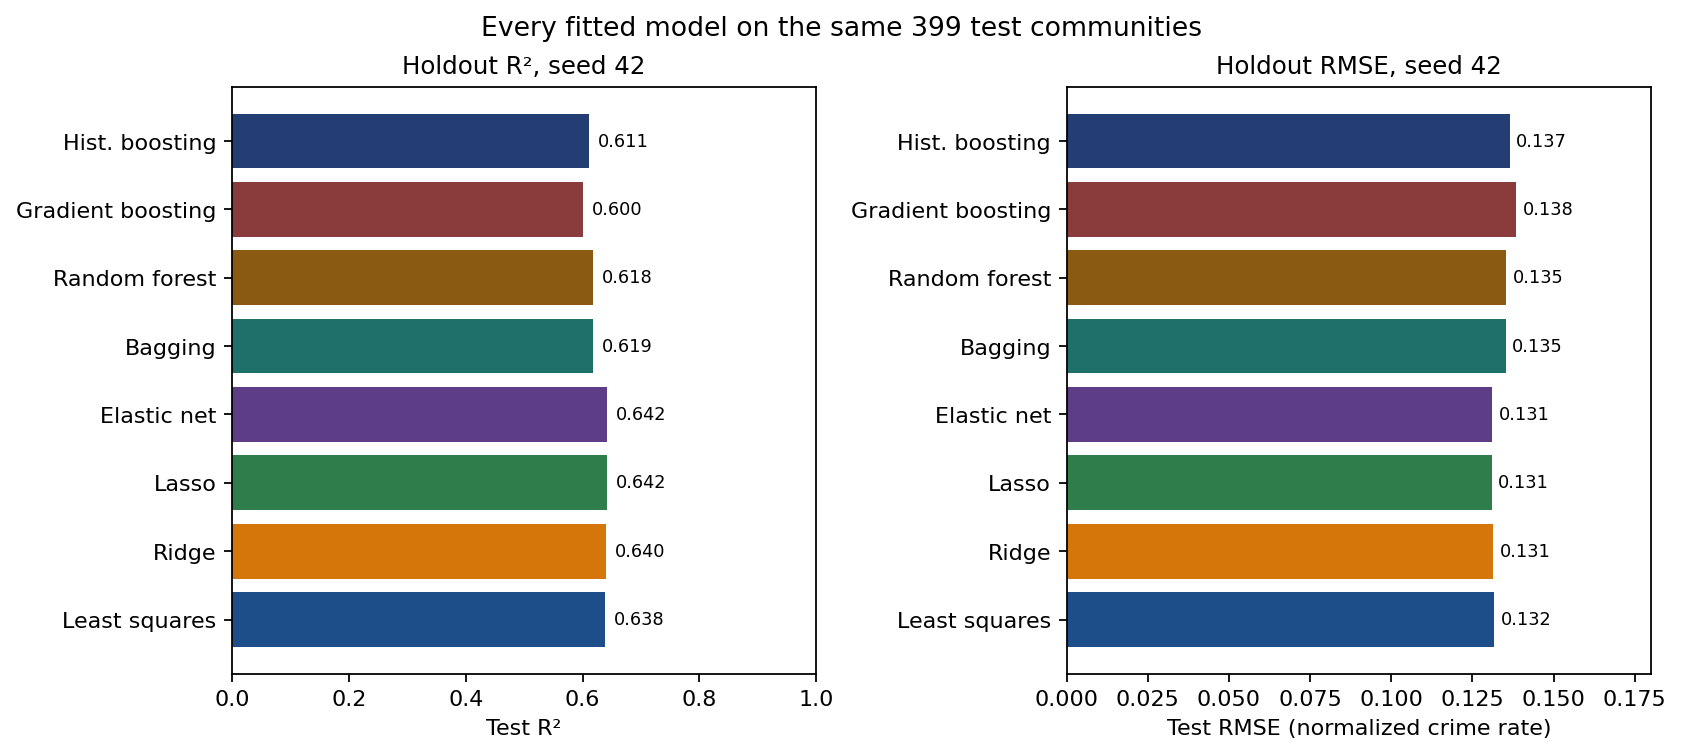 Every fitted model on the same 399 test communities
Holdout R², seed 42
Hist. boosting
0.611
Gradient boosting
0.600
Random forest
0.618
Bagging
0.619
Elastic net
0.642
Lasso
0.642
Ridge
0.640
Least squares
0.638
0.0 0.2 0.4 0.6 0.8 1.0
Test R²
Holdout RMSE, seed 42
Hist. boosting
0.137
Gradient boosting
0.138
Random forest
0.135
Bagging
0.135
Elastic net
0.131
Lasso
0.131
Ridge
0.131
Least squares
0.132
0.000 0.025 0.050 0.075 0.100 0.125 0.150 0.175
Test RMSE (normalized crime rate)